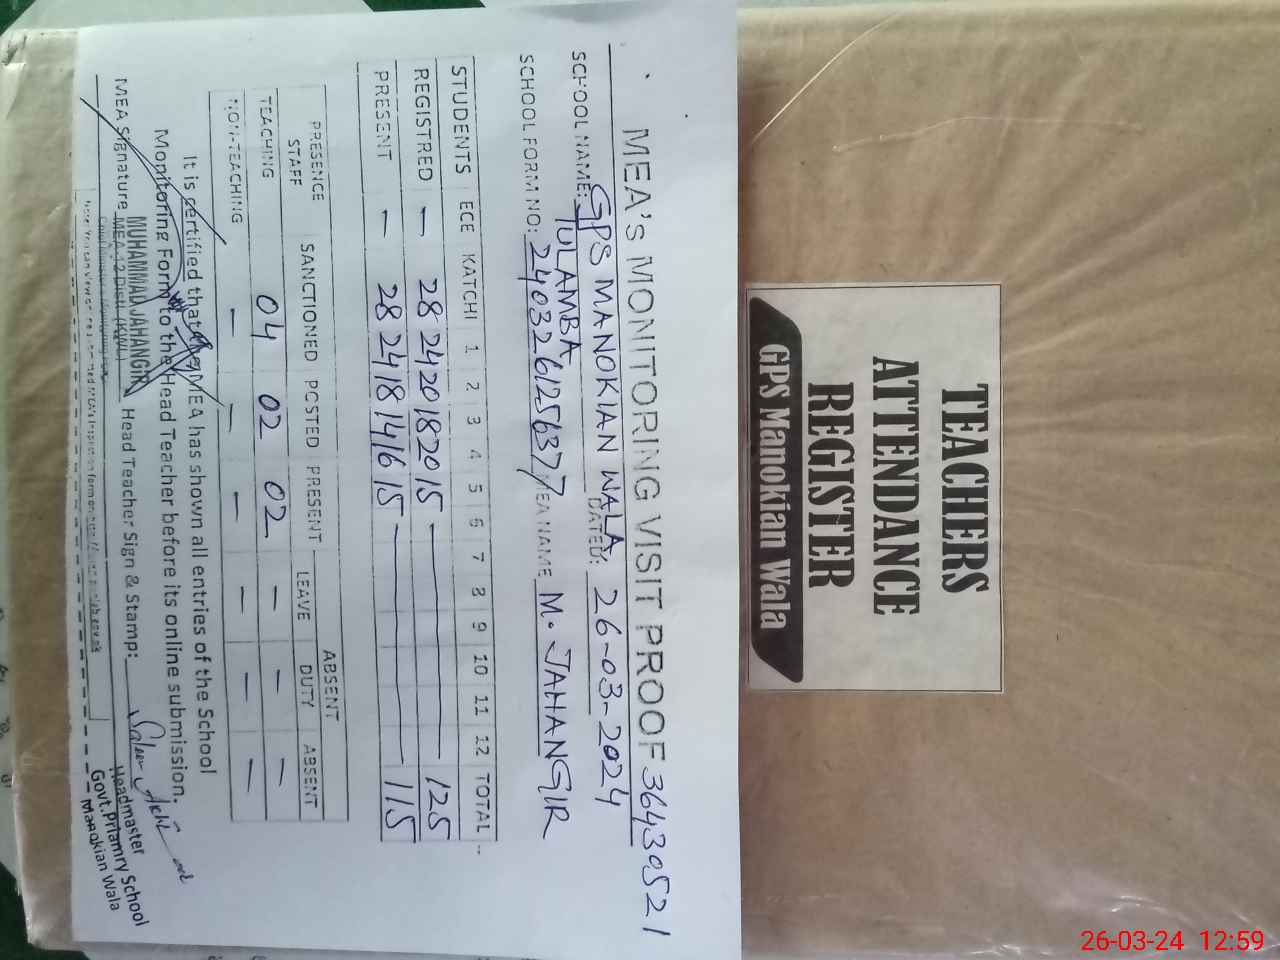 TEACHERS
ATTENDANCE
REGISTER
GPS Manokian Wala
MEA'S MONITORING VISIT PROOF 36430521
SCHOOL NAME: GPS MANOKIAN WALA DATED: 26-03-2024
TULAMBA
SCHOOL FORM NO: 24032612563777 MEA NAME M. JAHANGIR
STUDENTS ECE KATCHI 1 2 3 4 5 6 7 8 9 10 11 12 TOTAL
REGISTRED — 28 24 20 18 20 15 — 125
PRESENT — 28 24 18 14 16 15 — 115
PRESENCE ABSENT
STAFF SANCTIONED POSTED PRESENT LEAVE DUTY ABSENT
TEACHING 04 02 02 — — —
NON-TEACHING — — — — — —
It is certified that the MEA has shown all entries of the School
Monitoring Form to the Head Teacher before its online submission.
MEA Signature Head Teacher Sign & Stamp:
MUHAMMAD JAHANGIR
Headmaster
Govt. Priamry School
Manokian Wala
26-03-24 12:59